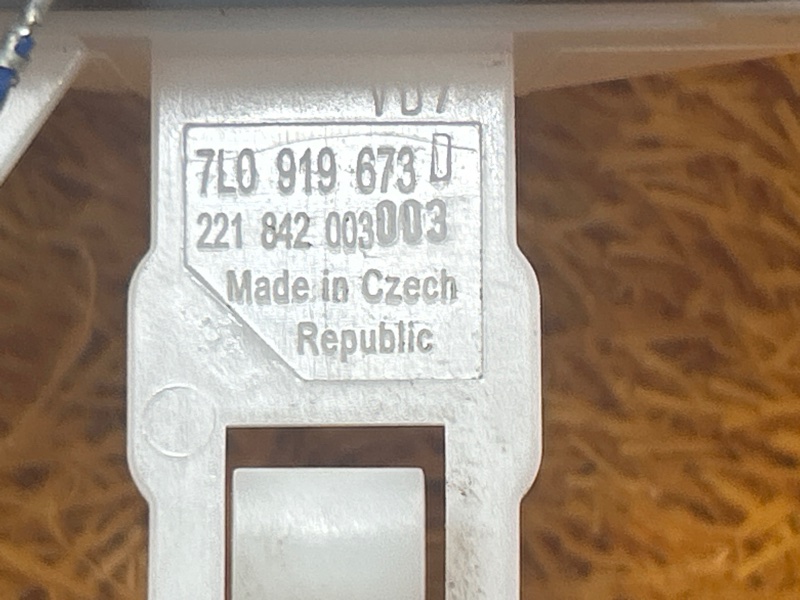 7L0 919 673 D
221 842 003003
Made in Czech
Republic